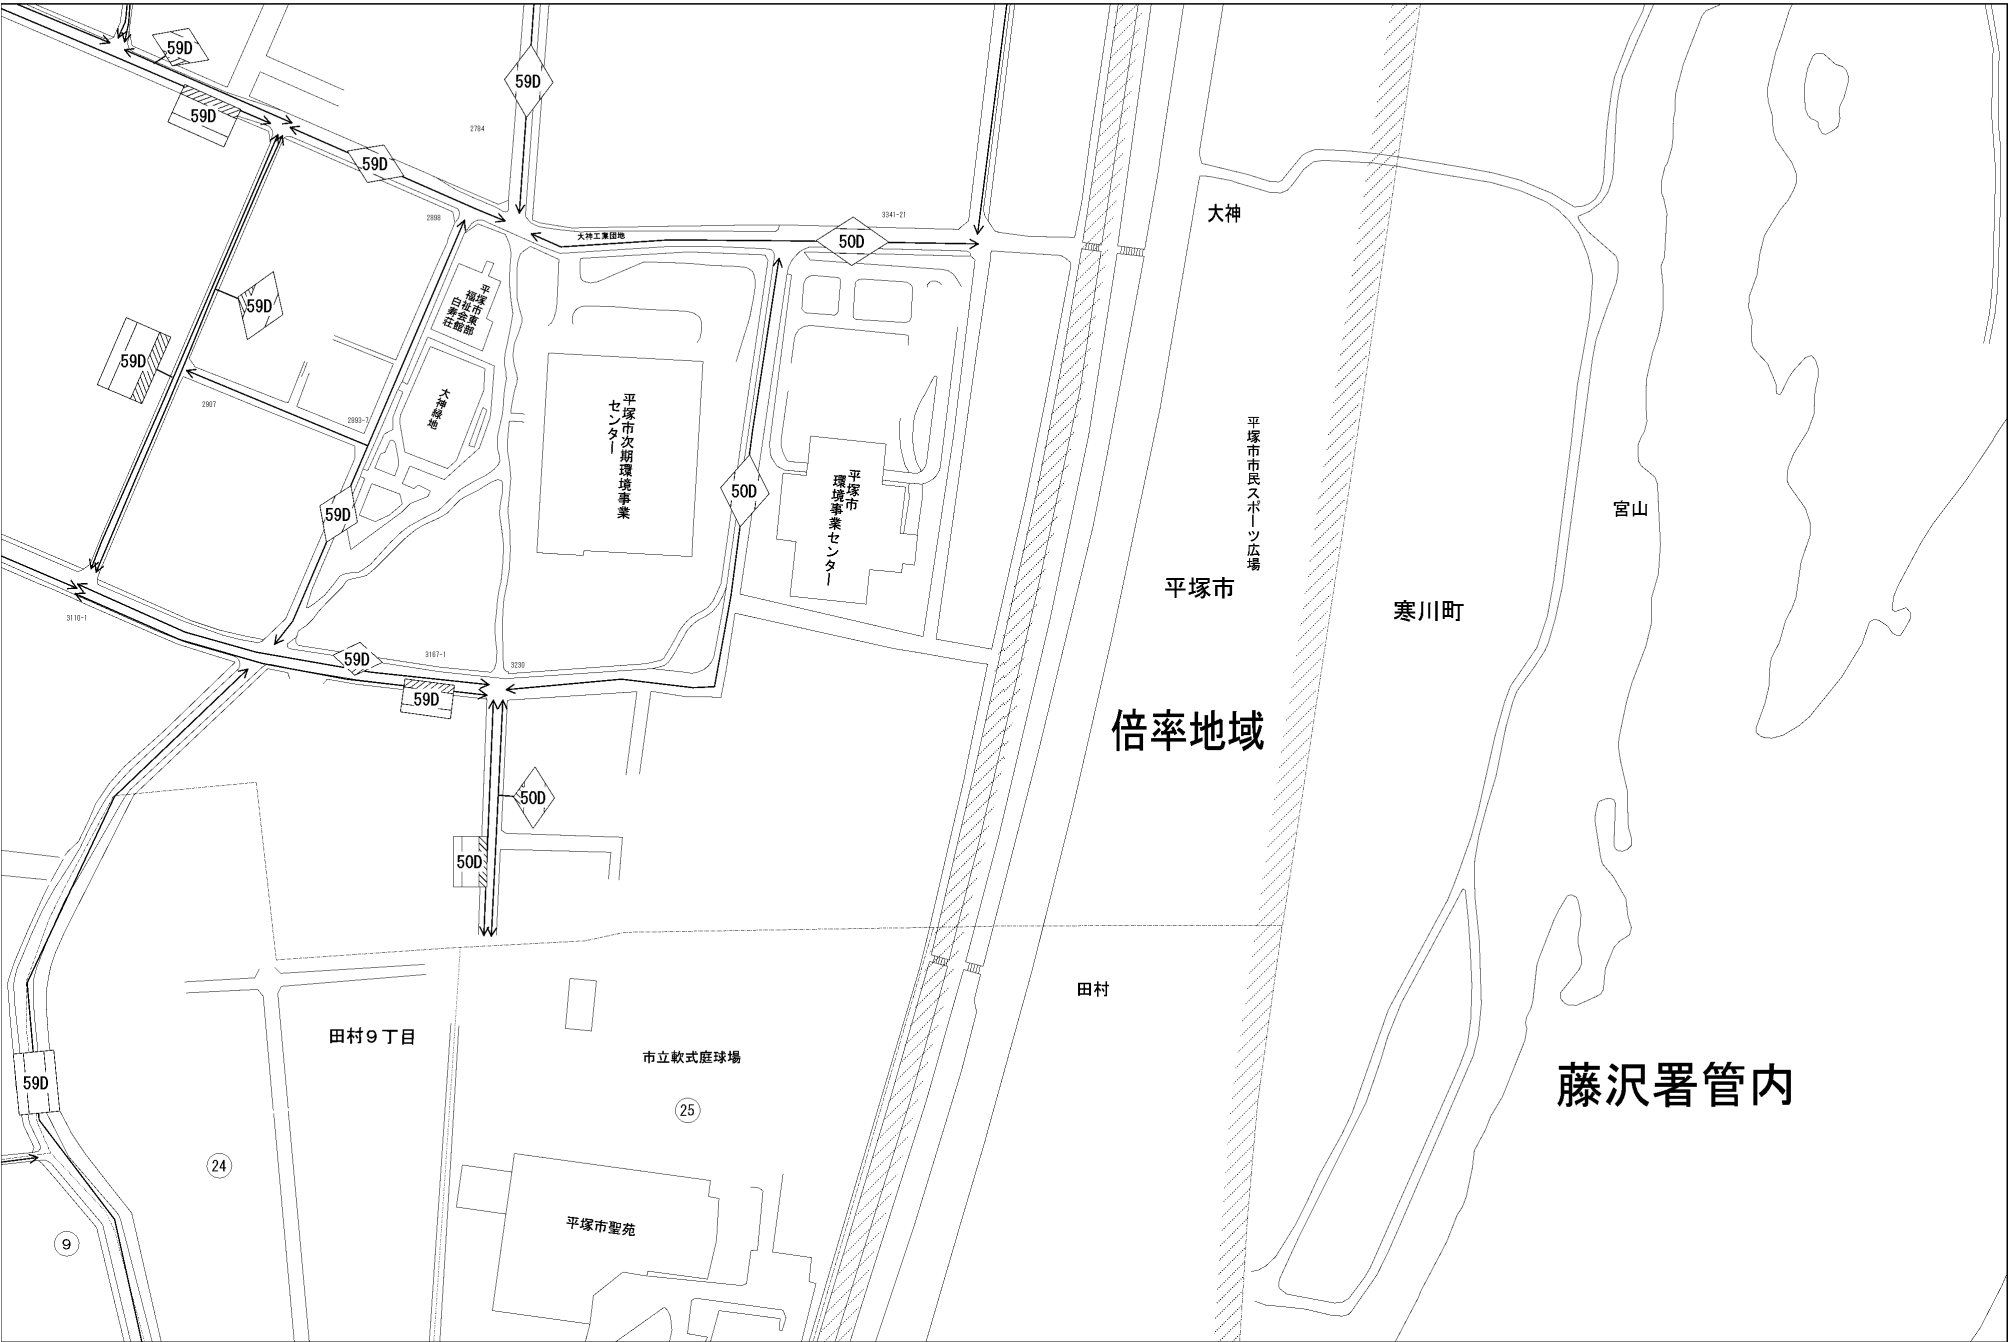 59D
59D
59D
2784
59D
2898
3341-21
大神
大神工業団地
50D
平塚市東部
福祉会館
白寿荘
59D
59D
2907
2893-7
大神緑地
平塚市次期環境事業
センター
平塚市
環境事業センター
50D
59D
平塚市市民スポーツ広場
宮山
平塚市
寒川町
3110-1
59D
3167-1
3230
59D
倍率地域
50D
50D
田村
田村9丁目
市立軟式庭球場
59D
藤沢署管内
25
24
平塚市聖苑
9